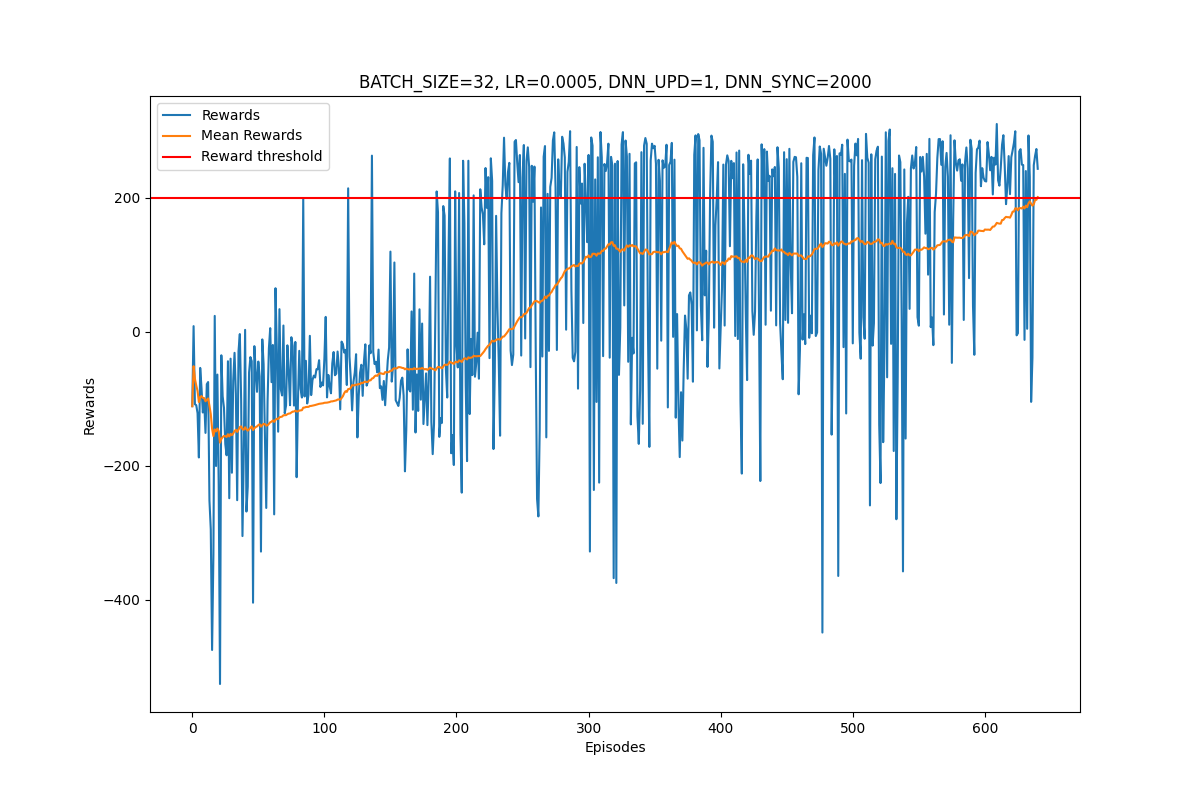 BATCH_SIZE=32, LR=0.0005, DNN_UPD=1, DNN_SYNC=2000
Rewards
Mean Rewards
Reward threshold
200
0
−200
−400
Rewards
0
100
200
300
400
500
600
Episodes